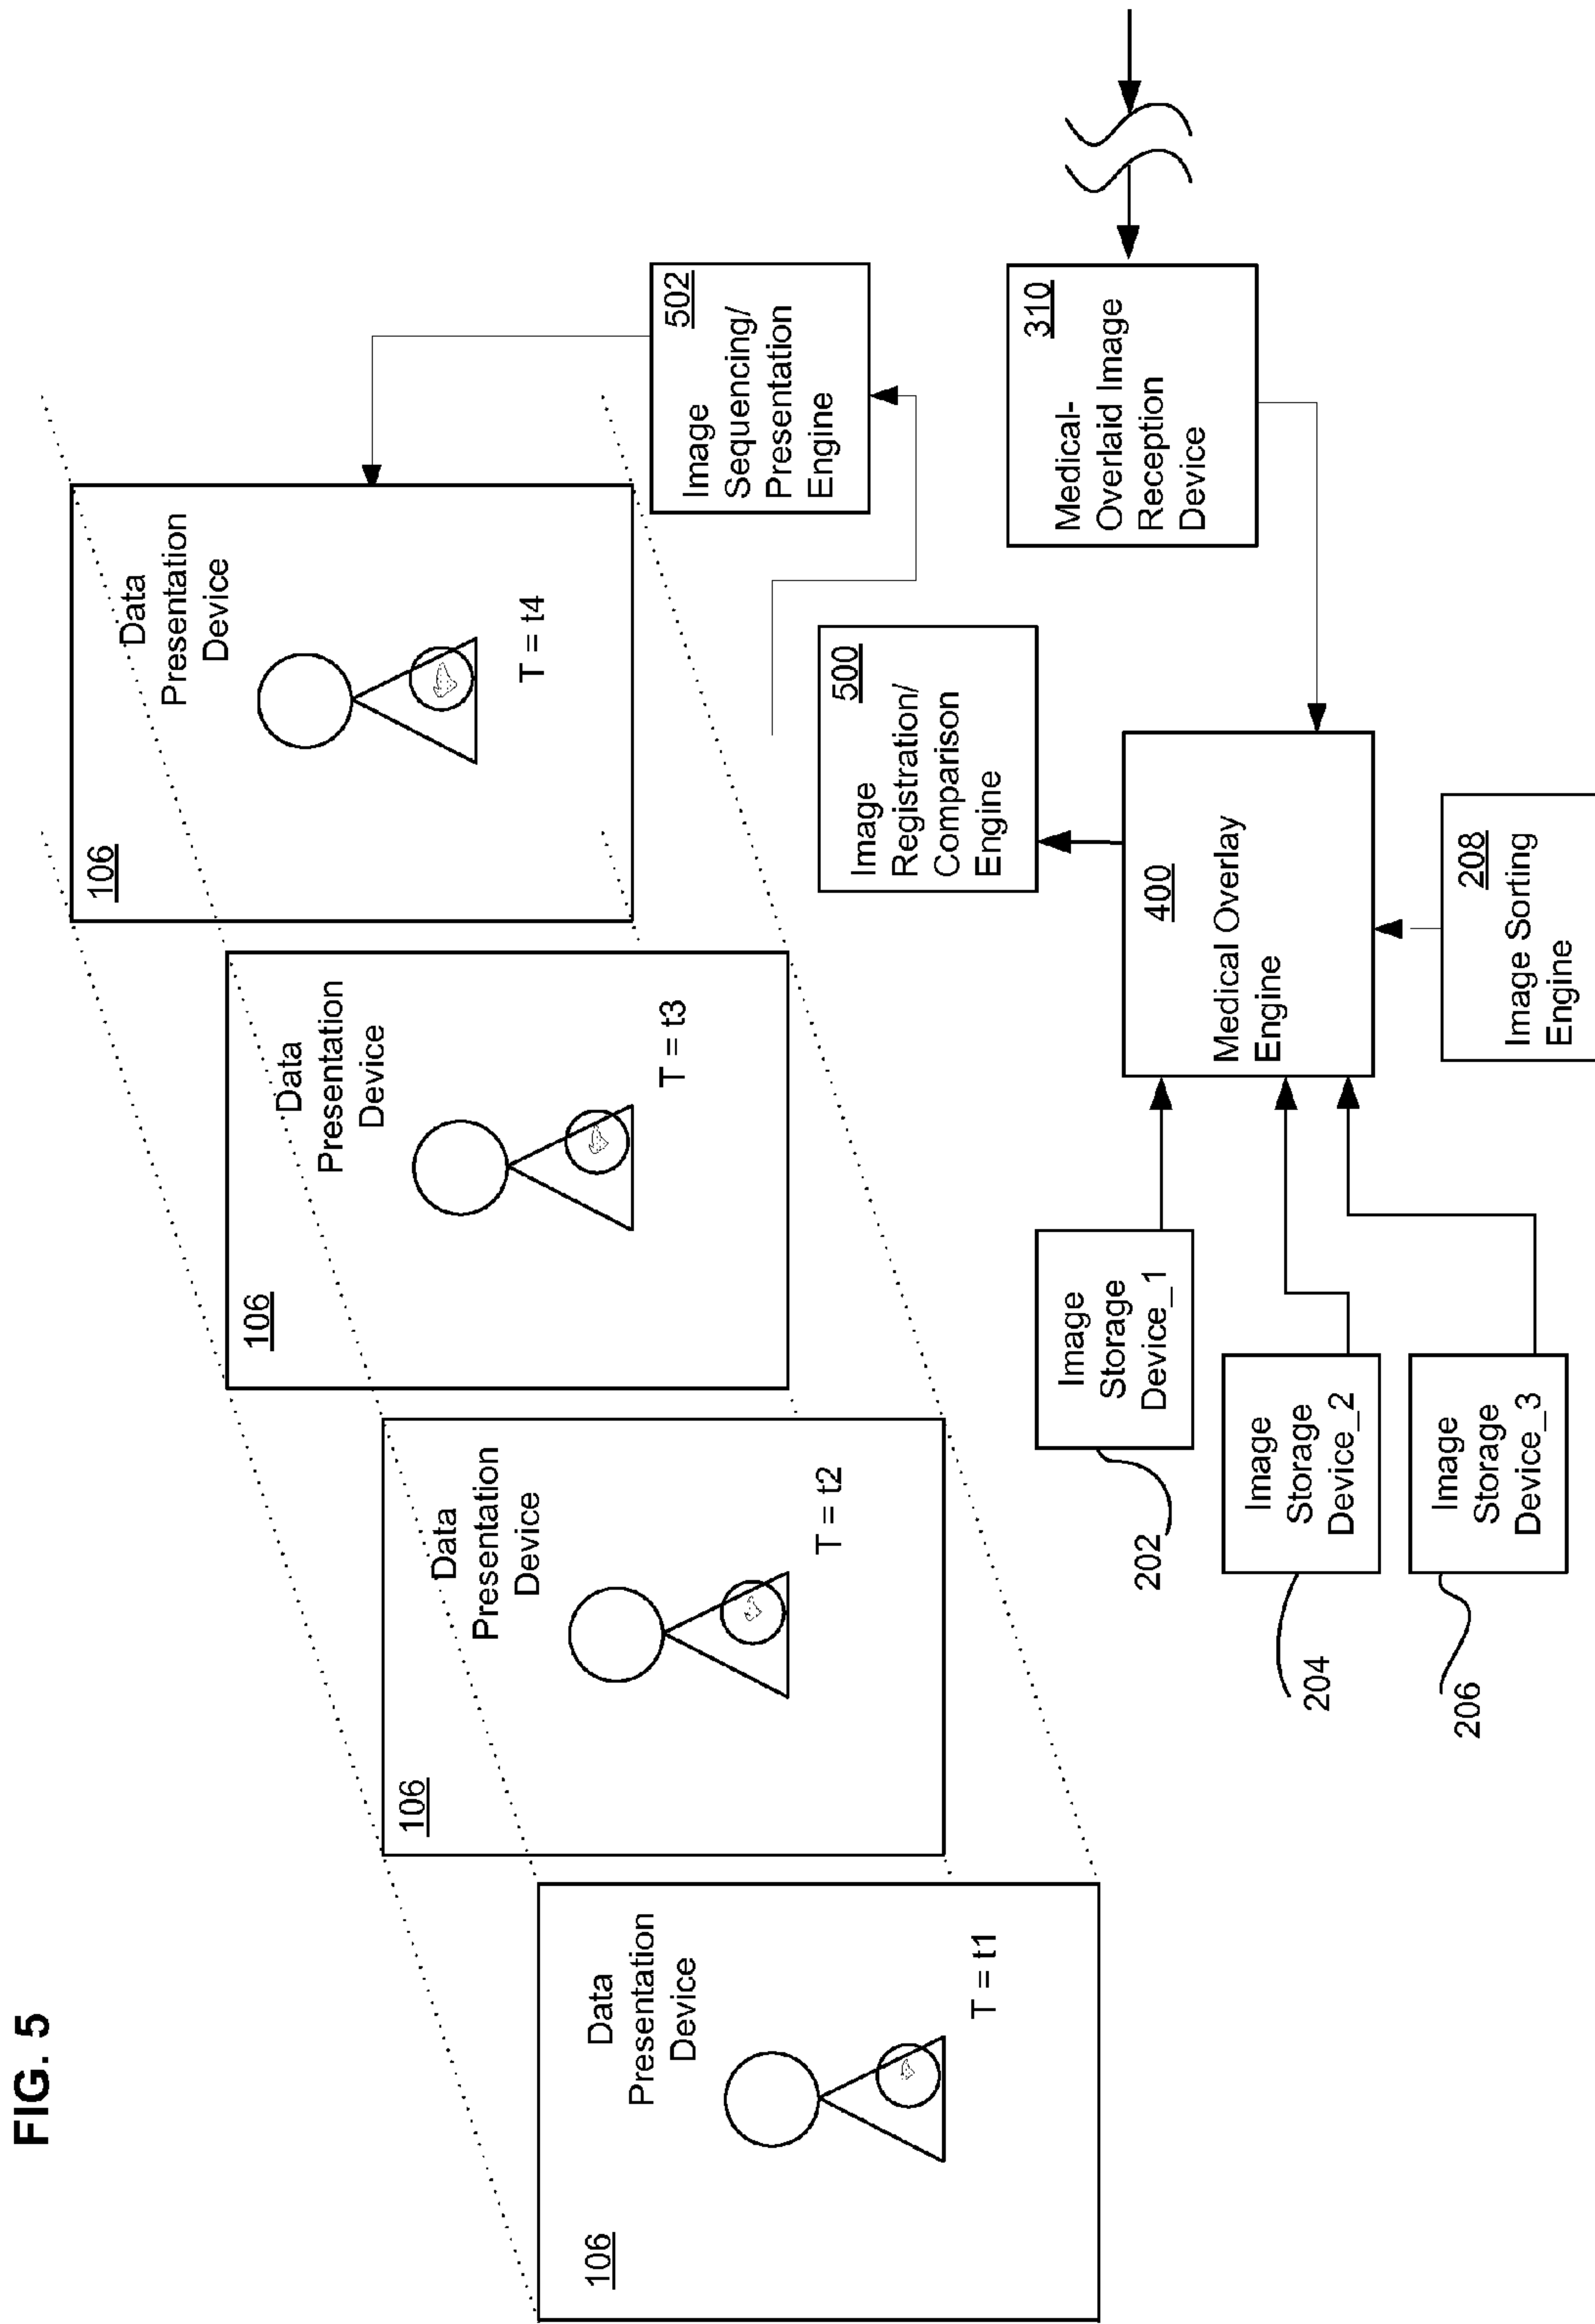 FIG. 5
106
Data
Presentation
Device
T = t1
106
Data
Presentation
Device
T = t2
106
Data
Presentation
Device
T = t3
106
Data
Presentation
Device
T = t4
502
Image
Sequencing/
Presentation
Engine
500
Image
Registration/
Comparison
Engine
310
Medical-
Overlaid Image
Reception
Device
400
Medical Overlay
Engine
208
Image Sorting
Engine
Image
Storage
Device_1
202
Image
Storage
Device_2
204
Image
Storage
Device_3
206